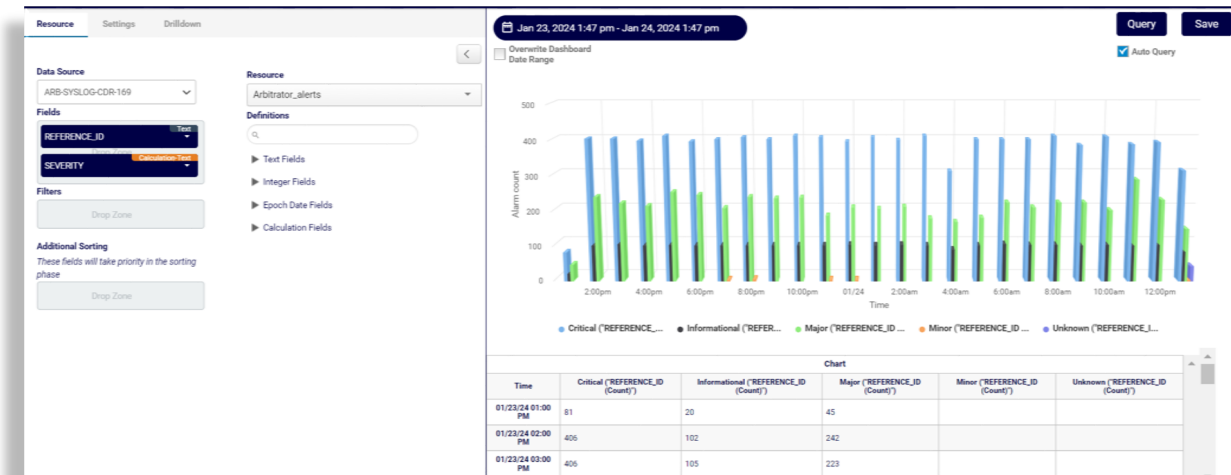 Resource Settings Drilldown
Data Source
ARB-SYSLOG-CDR-169
Fields
REFERENCE_ID Text
Drop Zone
SEVERITY Calculation-Text
Filters
Drop Zone
Additional Sorting
These fields will take priority in the sorting
phase
Drop Zone
Resource
Arbitrator_alerts
Definitions
Text Fields
Integer Fields
Epoch Date Fields
Calculation Fields
Jan 23, 2024 1:47 pm - Jan 24, 2024 1:47 pm
Query Save
Overwrite Dashboard
Date Range
Auto Query
500
400
300
200
100
0
Alarm count
2:00pm 4:00pm 6:00pm 8:00pm 10:00pm 01/24 2:00am 4:00am 6:00am 8:00am 10:00am 12:00pm
Time
Critical ("REFERENCE_... Informational ("REFER... Major ("REFERENCE_ID ... Minor ("REFERENCE_ID ... Unknown ("REFERENCE_I...
Chart
Time Critical ("REFERENCE_ID (Count)") Informational ("REFERENCE_ID (Count)") Major ("REFERENCE_ID (Count)") Minor ("REFERENCE_ID (Count)") Unknown ("REFERENCE_ID (Count)")
01/23/24 01:00 PM 81 20 45
01/23/24 02:00 PM 406 102 242
01/23/24 03:00 PM 406 105 223